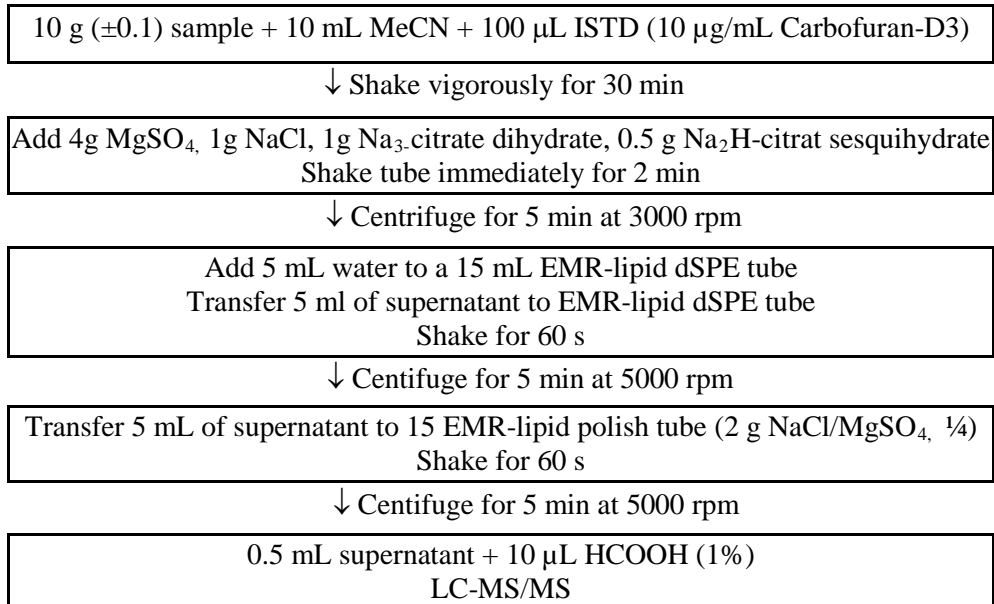 10 g (±0.1) sample + 10 mL MeCN + 100 µL ISTD (10 µg/mL Carbofuran-D3)
↓ Shake vigorously for 30 min
Add 4g MgSO₄, 1g NaCl, 1g Na₃-citrate dihydrate, 0.5 g Na₂H-citrat sesquihydrate
Shake tube immediately for 2 min
↓ Centrifuge for 5 min at 3000 rpm
Add 5 mL water to a 15 mL EMR-lipid dSPE tube
Transfer 5 ml of supernatant to EMR-lipid dSPE tube
Shake for 60 s
↓ Centifuge for 5 min at 5000 rpm
Transfer 5 mL of supernatant to 15 EMR-lipid polish tube (2 g NaCl/MgSO₄, ¼)
Shake for 60 s
↓ Centifuge for 5 min at 5000 rpm
0.5 mL supernatant + 10 µL HCOOH (1%)
LC-MS/MS